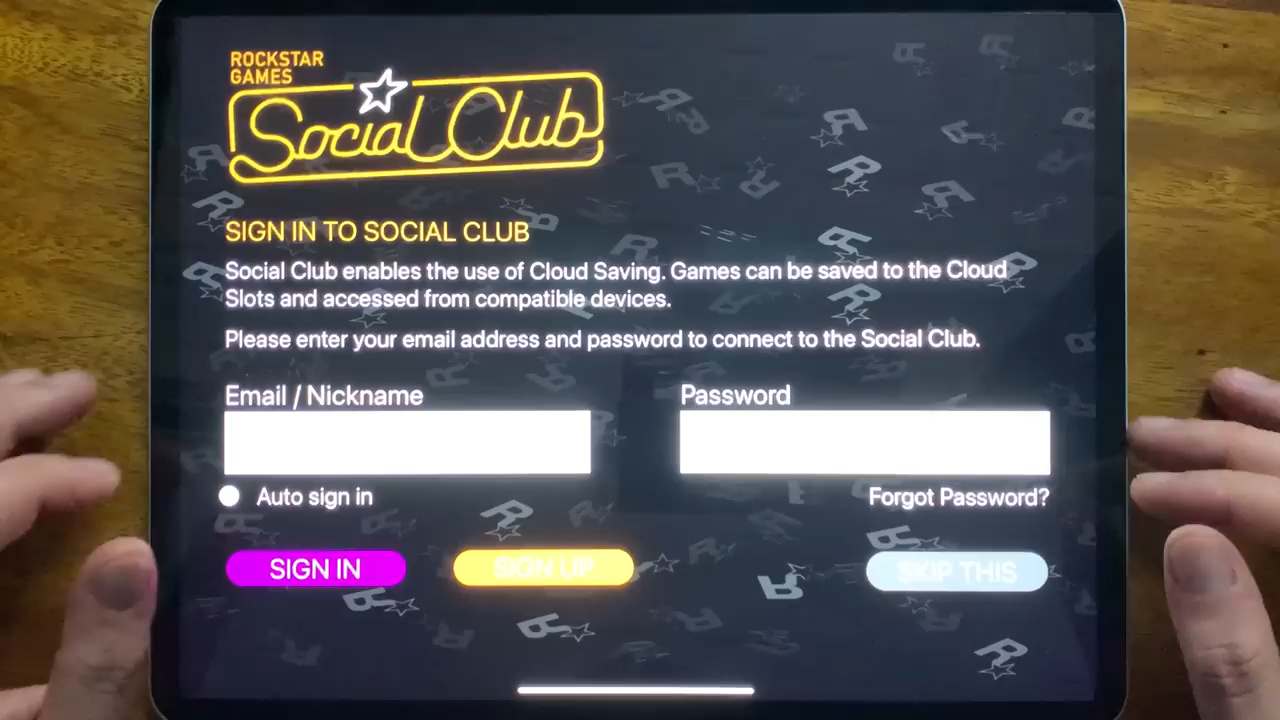 ROCKSTAR
GAMES
Social Club
SIGN IN TO SOCIAL CLUB
Social Club enables the use of Cloud Saving. Games can be saved to the Cloud
Slots and accessed from compatible devices.
Please enter your email address and password to connect to the Social Club.
Email / Nickname
Password
Auto sign in
Forgot Password?
SIGN IN
SIGN UP
SKIP THIS